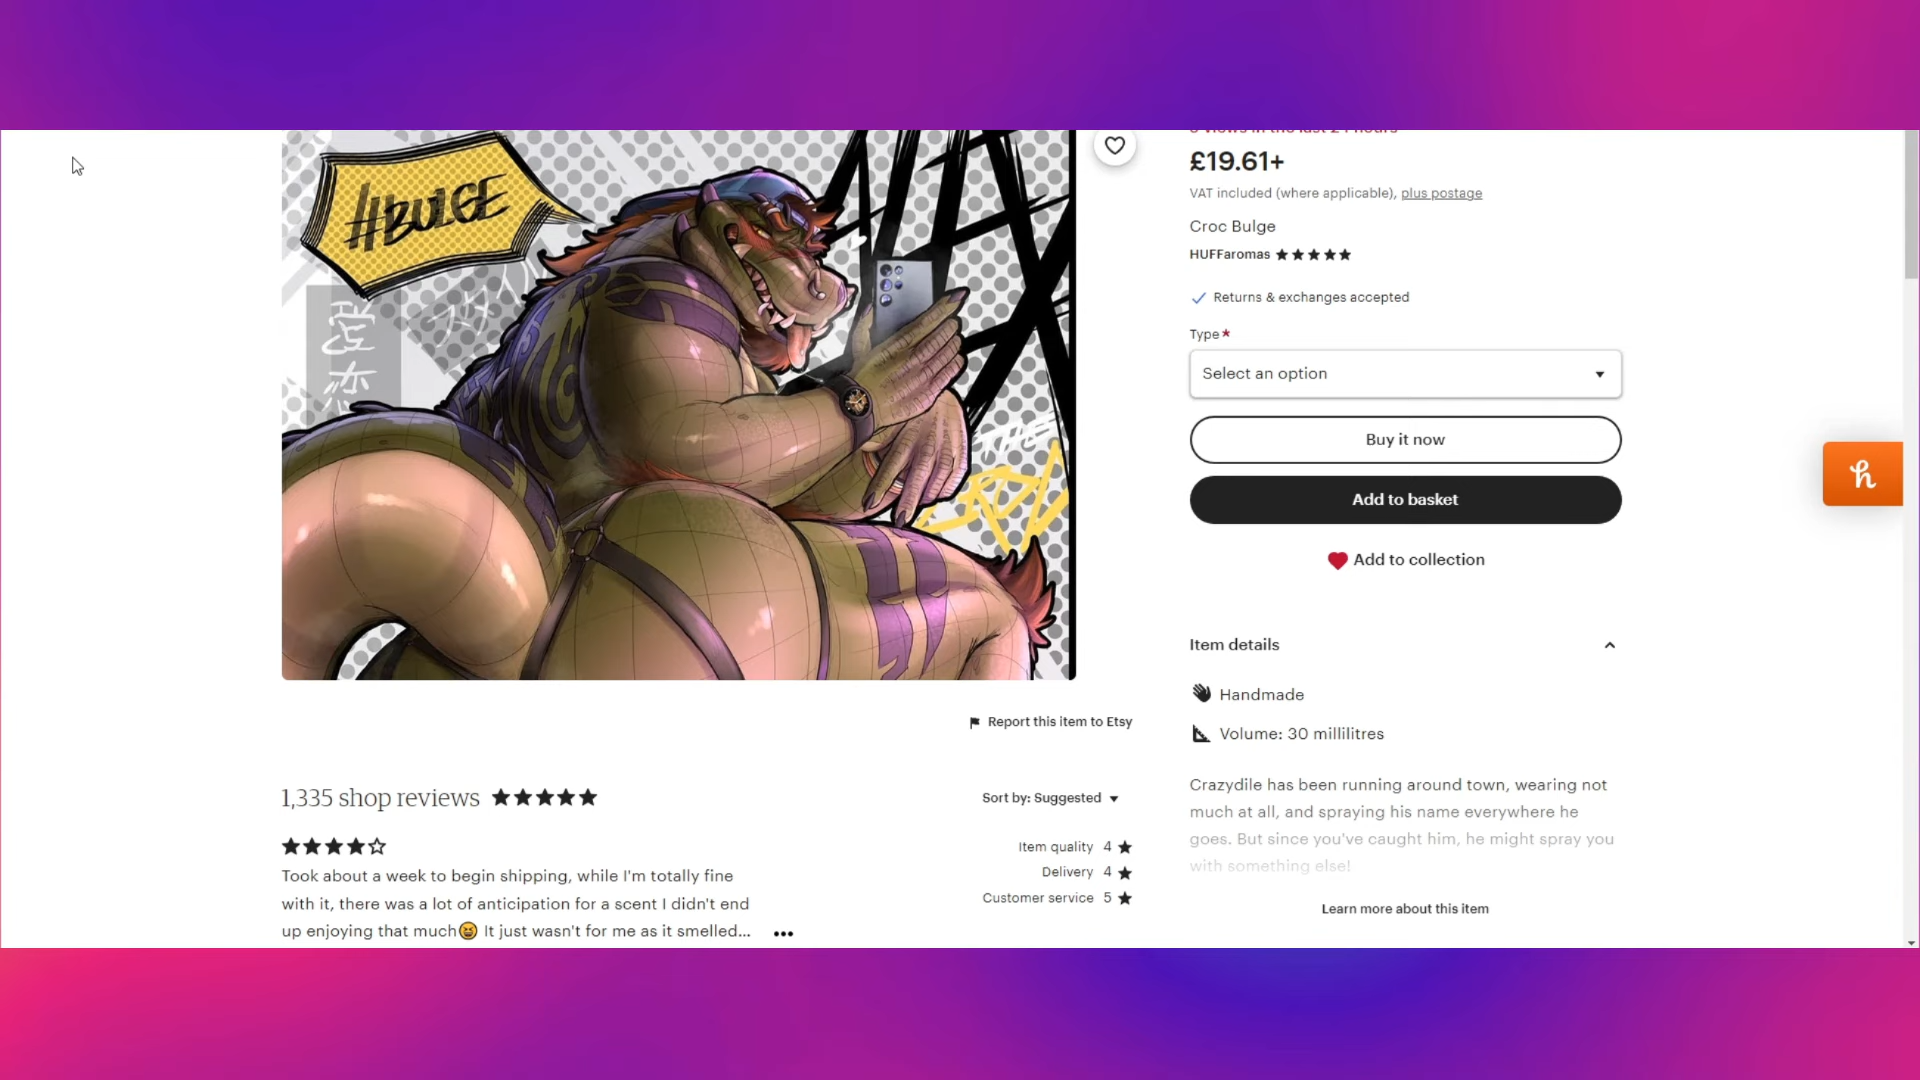 #BULGE
£19.61+
VAT included (where applicable), plus postage
Croc Bulge
HUFFaromas
Returns & exchanges accepted
Type *
Select an option
Buy it now
Add to basket
Add to collection
Item details
Handmade
Volume: 30 millilitres
Crazydile has been running around town, wearing not
much at all, and spraying his name everywhere he
goes. But since you've caught him, he might spray you
with something else!
Learn more about this item
Report this item to Etsy
1,335 shop reviews
Sort by: Suggested
Took about a week to begin shipping, while I'm totally fine
with it, there was a lot of anticipation for a scent I didn't end
up enjoying that much😆 It just wasn't for me as it smelled...
Item quality 4
Delivery 4
Customer service 5